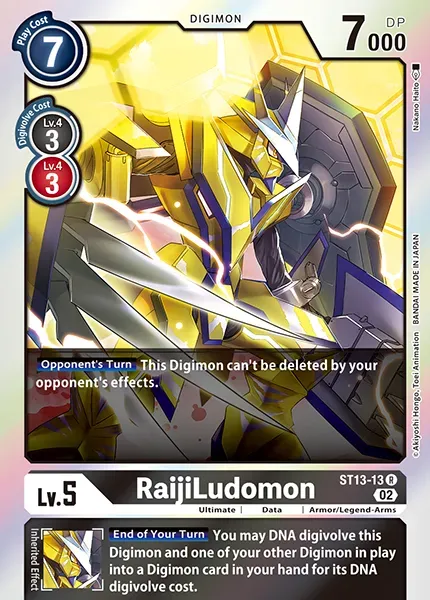 Play Cost
7
DIGIMON
7000
DP
Digivolve Cost
Lv.4
3
Lv.4
3
Nakano Haito
©Akiyoshi Hongo, Toei Animation BANDAI MADE IN JAPAN
Opponent's Turn This Digimon can't be deleted by your
opponent's effects.
Lv.5
RaijiLudomon
ST13-13 R
02
Ultimate | Data | Armor/Legend-Arms
Inherited Effect
End of Your Turn You may DNA digivolve this
Digimon and one of your other Digimon in play
into a Digimon card in your hand for its DNA
digivolve cost.